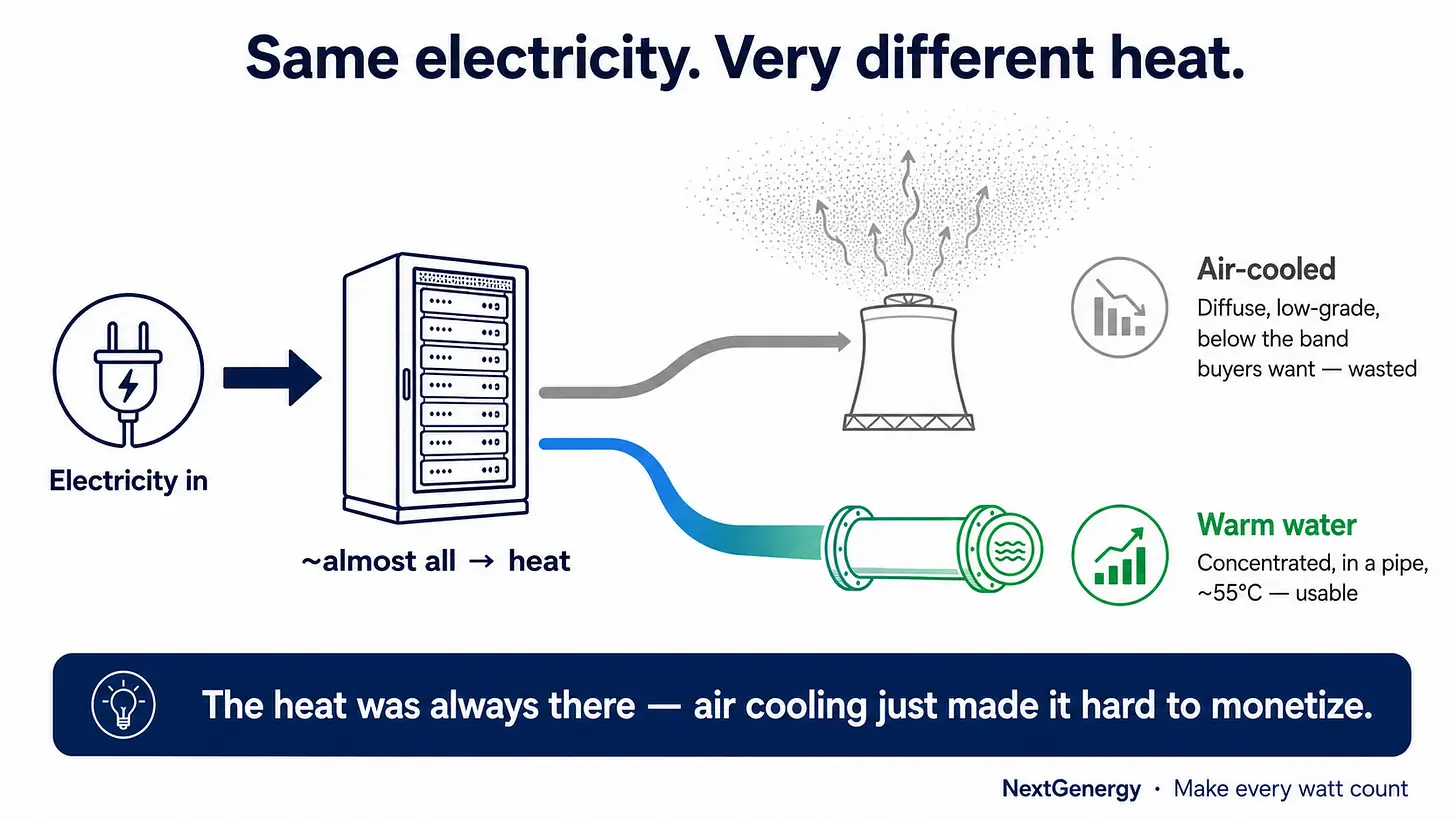 Same electricity. Very different heat.
Electricity in
~almost all → heat
Air-cooled
Diffuse, low-grade,
below the band
buyers want — wasted
Warm water
Concentrated, in a pipe,
~55°C — usable
The heat was always there — air cooling just made it hard to monetize.
NextGenergy · Make every watt count